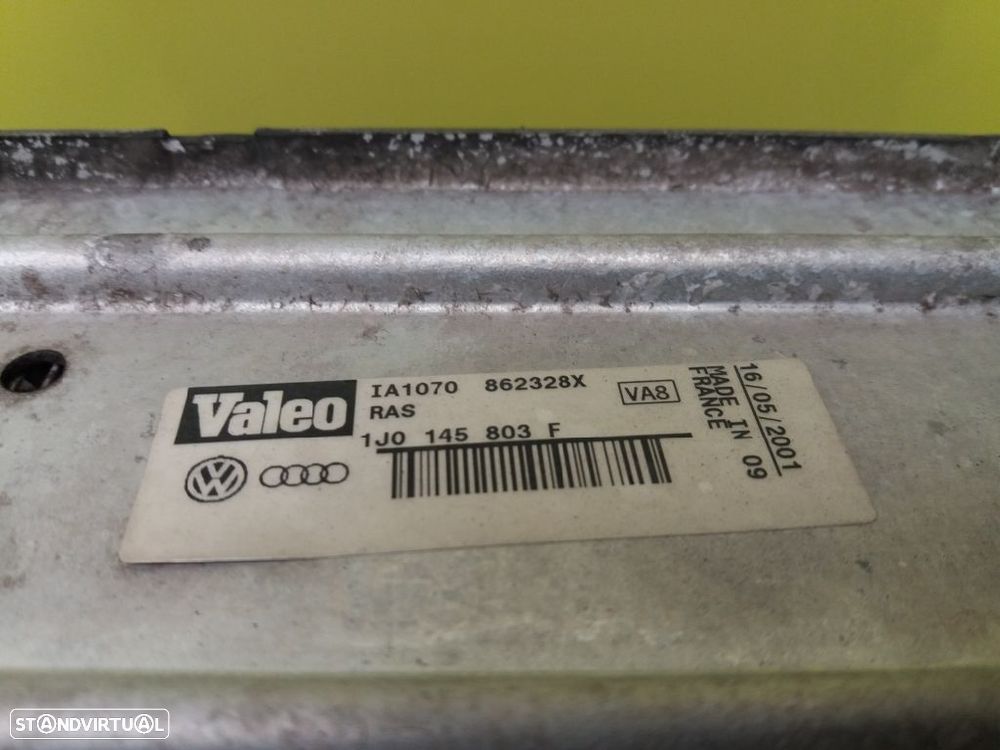 Valeo
IA1070 862328X
RAS
VA8
1J0 145 803 F
16/05/2001
MADE IN 09
FRANCE
STANDVIRTUAL